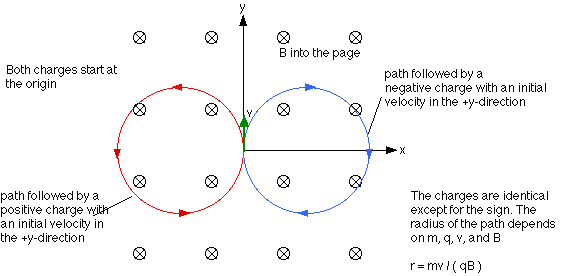 y
B into the page
Both charges start at
the origin
path followed by a
negative charge with an initial
velocity in the +y-direction
v
x
path followed by a
positive charge with
an initial velocity in
the +y-direction
The charges are identical
except for the sign. The
radius of the path depends
on m, q, v, and B
r = mv / ( qB )